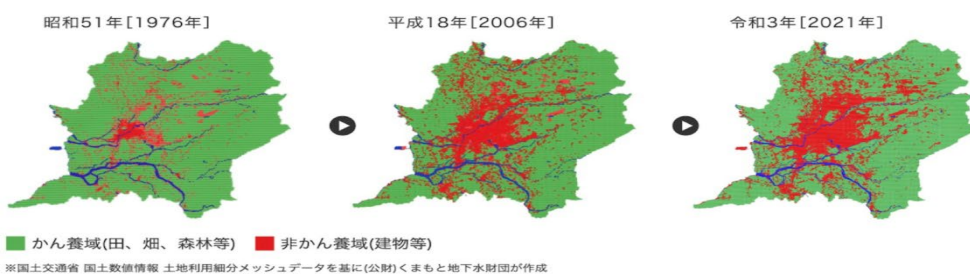 昭和51年[1976年]
平成18年[2006年]
令和3年[2021年]
かん養域(田、畑、森林等)
非かん養域(建物等)
※国土交通省 国土数値情報 土地利用細分メッシュデータを基に(公財)くまもと地下水財団が作成